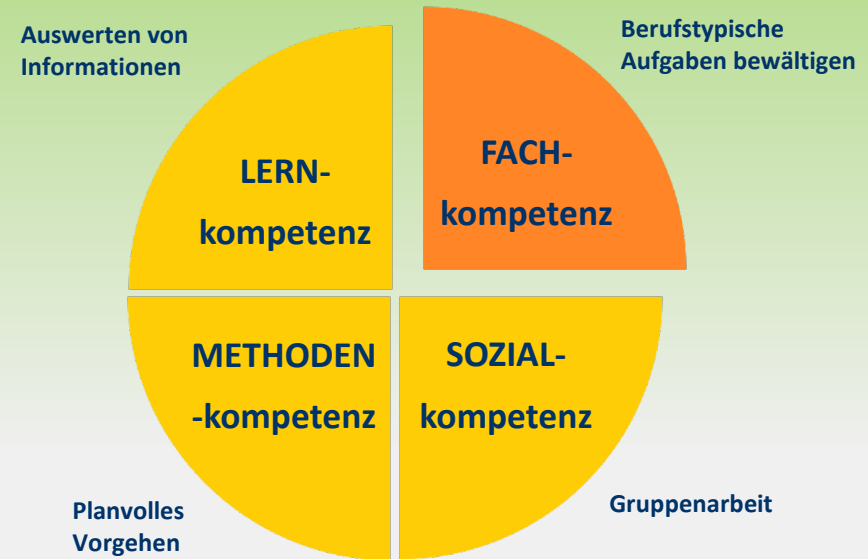 Auswerten von
Informationen
Berufstypische
Aufgaben bewältigen
LERN-
kompetenz
FACH-
kompetenz
METHODEN
-kompetenz
SOZIAL-
kompetenz
Planvolles
Vorgehen
Gruppenarbeit